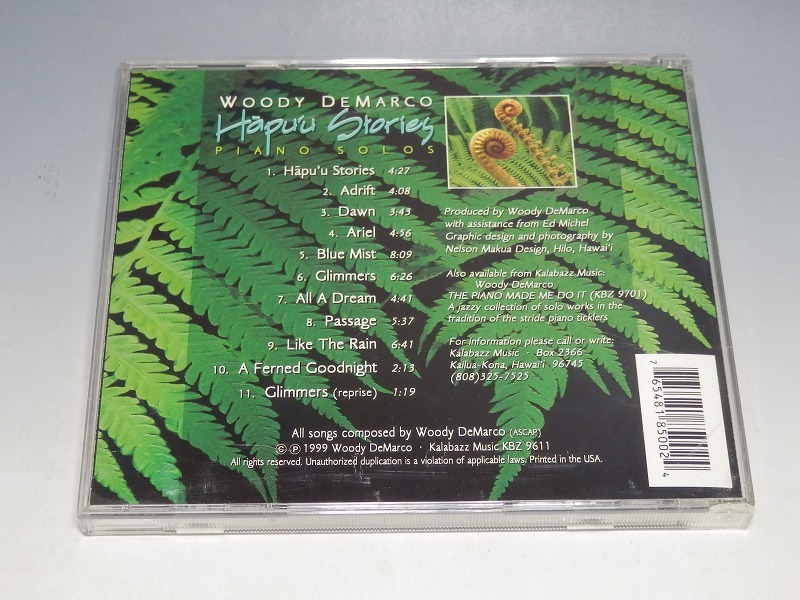 WOODY DEMARCO
Hāpu'u Stories
PIANO SOLOS
1. Hāpu'u Stories 4:27
2. Adrift 4:08
3. Dawn 3:43
4. Ariel 4:56
5. Blue Mist 8:09
6. Glimmers 6:26
7. All A Dream 4:41
8. Passage 5:37
9. Like The Rain 6:41
10. A Ferned Goodnight 2:13
11. Glimmers (reprise) 1:19
Produced by Woody DeMarco
with assistance from Ed Michel
Graphic design and photography by
Nelson Makua Design, Hilo, Hawai'i
Also available from Kalabazz Music:
Woody DeMarco
THE PIANO MADE ME DO IT (KBZ 9701)
A jazzy collection of solo works in the
tradition of the stride piano ticklers
For information please call or write:
Kalabazz Music · Box 2366
Kailua-Kona, Hawai'i 96745
(808)325-7525
All songs composed by Woody DeMarco (ASCAP)
© ℗ 1999 Woody DeMarco · Kalabazz Music KBZ 9611
All rights reserved. Unauthorized duplication is a violation of applicable laws. Printed in the USA.
7 65481 85002 4